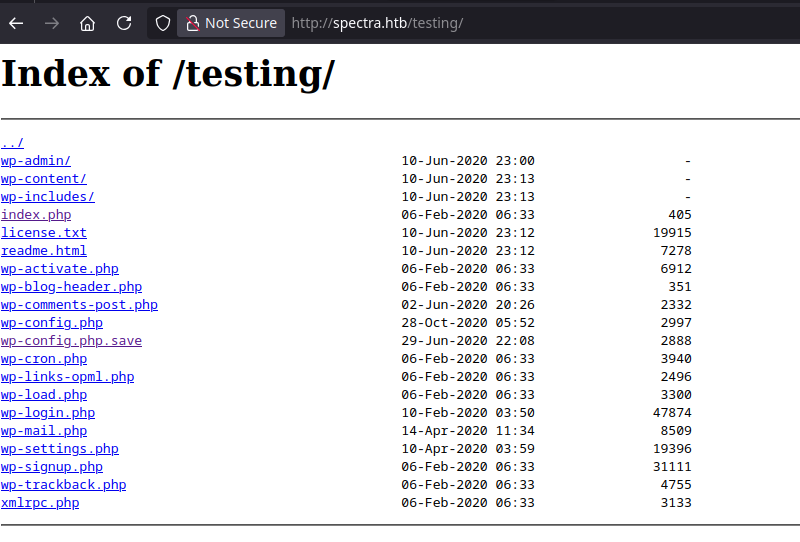 Not Secure http://spectra.htb/testing/
Index of /testing/
../
wp-admin/ 10-Jun-2020 23:00 -
wp-content/ 10-Jun-2020 23:13 -
wp-includes/ 10-Jun-2020 23:13 -
index.php 06-Feb-2020 06:33 405
license.txt 10-Jun-2020 23:12 19915
readme.html 10-Jun-2020 23:12 7278
wp-activate.php 06-Feb-2020 06:33 6912
wp-blog-header.php 06-Feb-2020 06:33 351
wp-comments-post.php 02-Jun-2020 20:26 2332
wp-config.php 28-Oct-2020 05:52 2997
wp-config.php.save 29-Jun-2020 22:08 2888
wp-cron.php 06-Feb-2020 06:33 3940
wp-links-opml.php 06-Feb-2020 06:33 2496
wp-load.php 06-Feb-2020 06:33 3300
wp-login.php 10-Feb-2020 03:50 47874
wp-mail.php 14-Apr-2020 11:34 8509
wp-settings.php 10-Apr-2020 03:59 19396
wp-signup.php 06-Feb-2020 06:33 31111
wp-trackback.php 06-Feb-2020 06:33 4755
xmlrpc.php 06-Feb-2020 06:33 3133